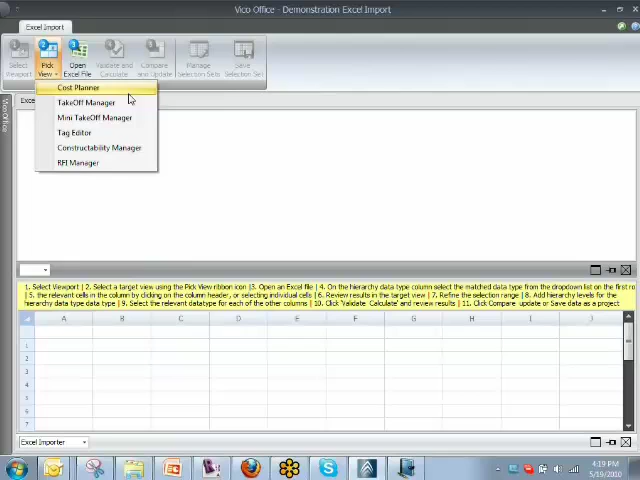 Vico Office - Demonstration Excel Import
Excel Import
Select Viewport
Pick View
Open Excel File
Validate and Calculate
Compare and Update
Manage Selection Sets
Save Selection Set
Cost Planner
TakeOff Manager
Mini TakeOff Manager
Tag Editor
Constructability Manager
RFI Manager
Vico Office
1. Select Viewport | 2. Select a target view using the Pick View ribbon icon |3. Open an Excel file | 4. On the hierarchy data type column select the matched data type from the dropdown list on the first ro
| 5. the relevant cells in the column by clicking on the column header, or selecting individual cells | 6. Review results in the target view | 7. Refine the selection range | 8. Add hierarchy levels for the
hierarchy data type data type | 9. Select the relevant datatype for each of the other columns | 10. Click 'Validate Calculate' and review results | 11. Click Compare update or Save data as a project
A B C D E F G H I J
1
2
3
4
5
6
7
Excel Importer
4:19 PM
5/19/2010